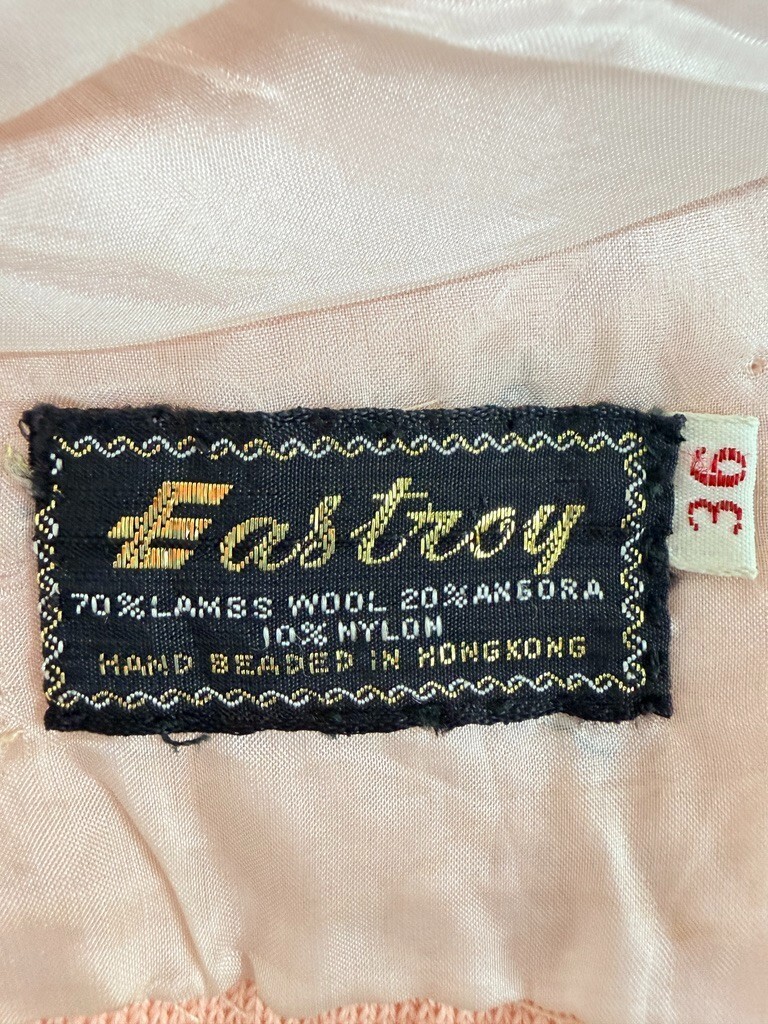 Eastroy
70% LAMBS WOOL 20% ANGORA
10% NYLON
HAND BEADED IN HONGKONG
36